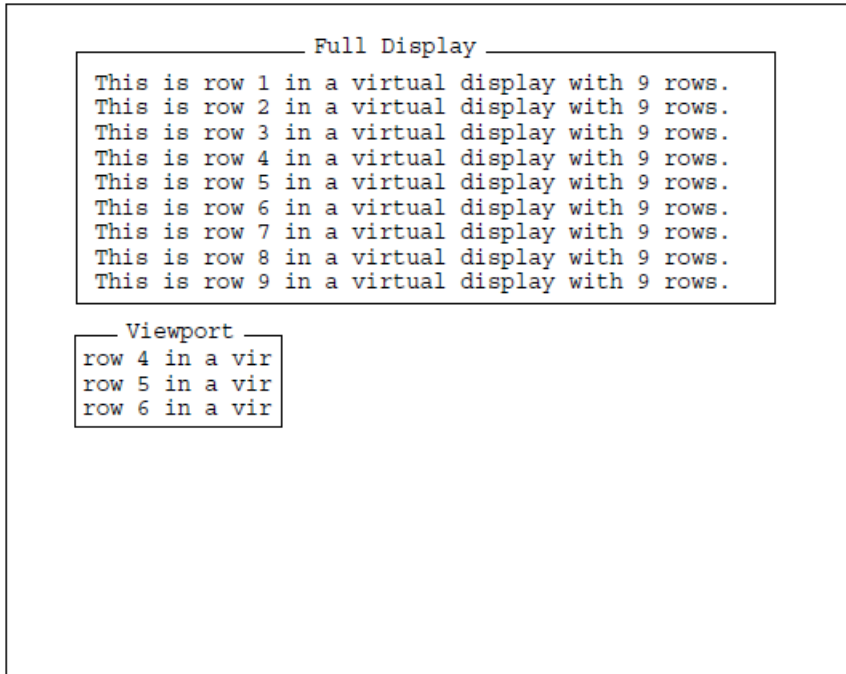 Full Display
This is row 1 in a virtual display with 9 rows.
This is row 2 in a virtual display with 9 rows.
This is row 3 in a virtual display with 9 rows.
This is row 4 in a virtual display with 9 rows.
This is row 5 in a virtual display with 9 rows.
This is row 6 in a virtual display with 9 rows.
This is row 7 in a virtual display with 9 rows.
This is row 8 in a virtual display with 9 rows.
This is row 9 in a virtual display with 9 rows.
Viewport
row 4 in a vir
row 5 in a vir
row 6 in a vir